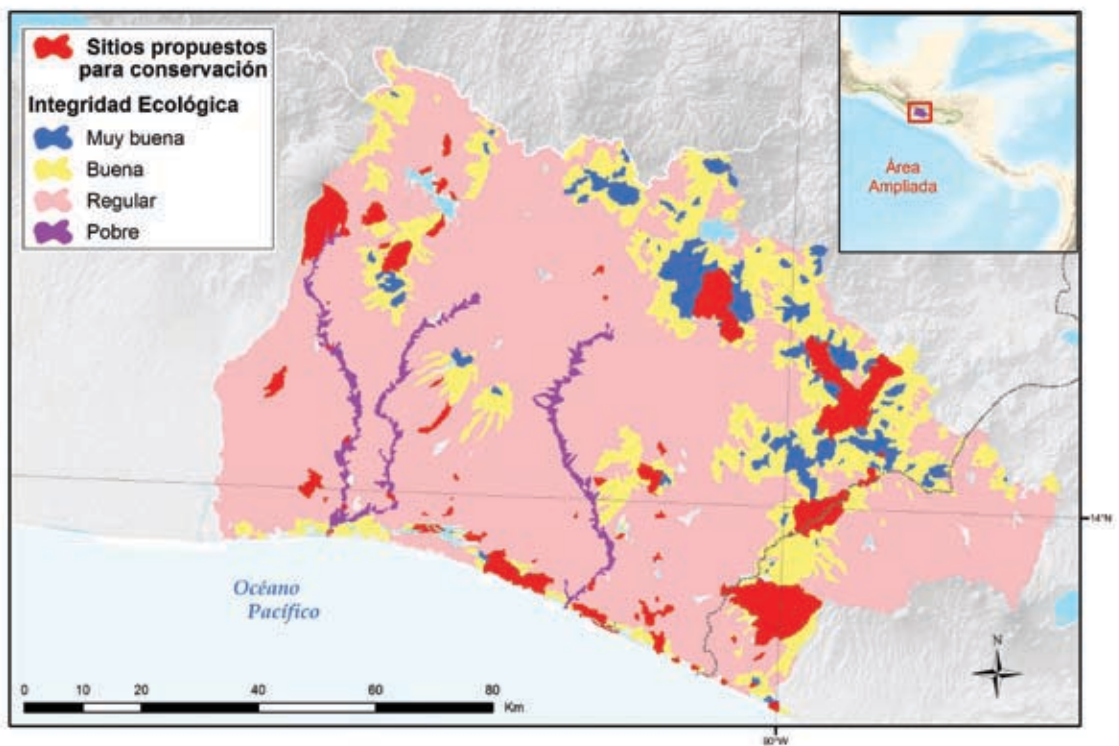 Sitios propuestos
para conservación
Integridad Ecológica
Muy buena
Buena
Regular
Pobre
Área
Ampliada
14°N
Océano
Pacífico
N
0 10 20 40 60 80
Km
90°W